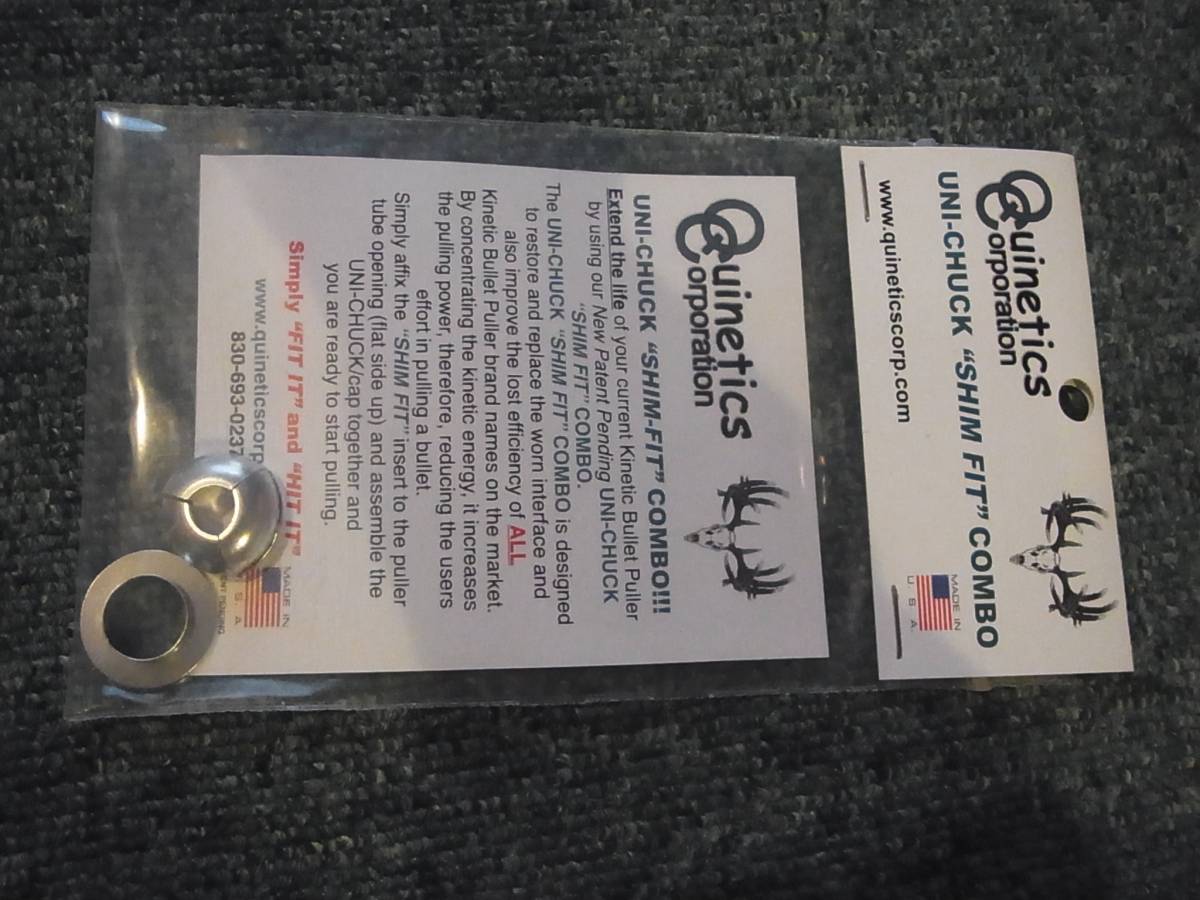 Quinetics
Corporation
UNI-CHUCK “SHIM FIT” COMBO
MADE IN
U. S. A.
www.quineticscorp.com
Quinetics
Corporation
UNI-CHUCK “SHIM-FIT” COMBO!!!
Extend the life of your current Kinetic Bullet Puller
by using our New Patent Pending UNI-CHUCK
“SHIM FIT” COMBO.
The UNI-CHUCK “SHIM FIT” COMBO is designed
to restore and replace the worn interface and
also improve the lost efficiency of ALL
Kinetic Bullet Puller brand names on the market.
By concentrating the kinetic energy, it increases
the pulling power, therefore, reducing the users
effort in pulling a bullet.
Simply affix the “SHIM FIT” insert to the puller
tube opening (flat side up) and assemble the
UNI-CHUCK/cap together and
you are ready to start pulling.
Simply “FIT IT” and “HIT IT”
MADE IN
S. A.
www.quineticscorp
830-693-0237